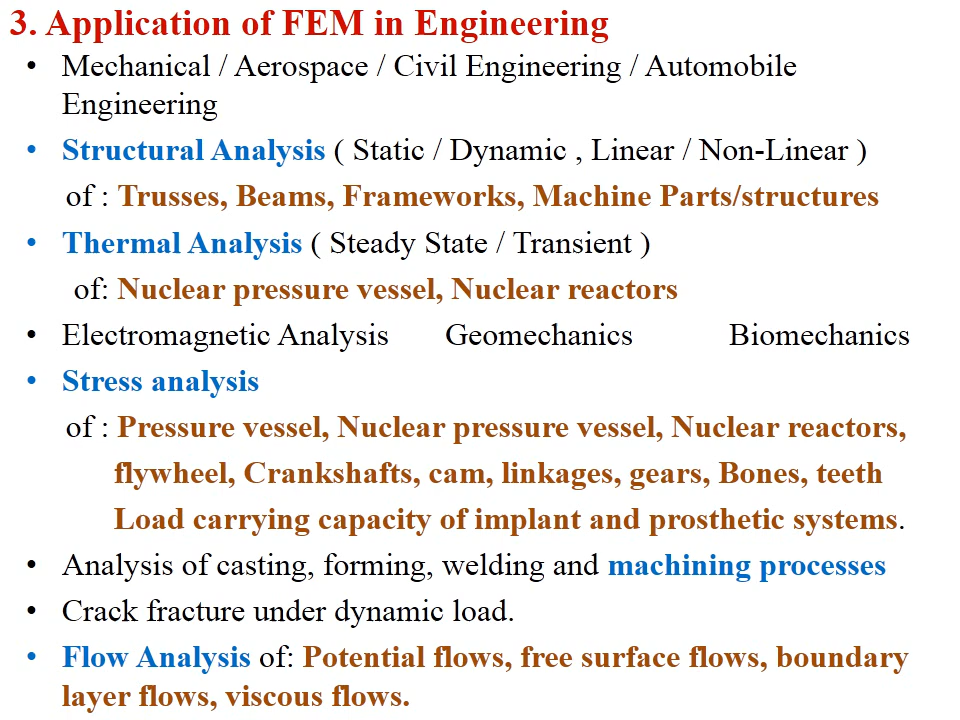 3. Application of FEM in Engineering
• Mechanical / Aerospace / Civil Engineering / Automobile
Engineering
• Structural Analysis ( Static / Dynamic , Linear / Non-Linear )
of : Trusses, Beams, Frameworks, Machine Parts/structures
• Thermal Analysis ( Steady State / Transient )
of: Nuclear pressure vessel, Nuclear reactors
• Electromagnetic Analysis Geomechanics Biomechanics
• Stress analysis
of : Pressure vessel, Nuclear pressure vessel, Nuclear reactors,
flywheel, Crankshafts, cam, linkages, gears, Bones, teeth
Load carrying capacity of implant and prosthetic systems.
• Analysis of casting, forming, welding and machining processes
• Crack fracture under dynamic load.
• Flow Analysis of: Potential flows, free surface flows, boundary
layer flows, viscous flows.